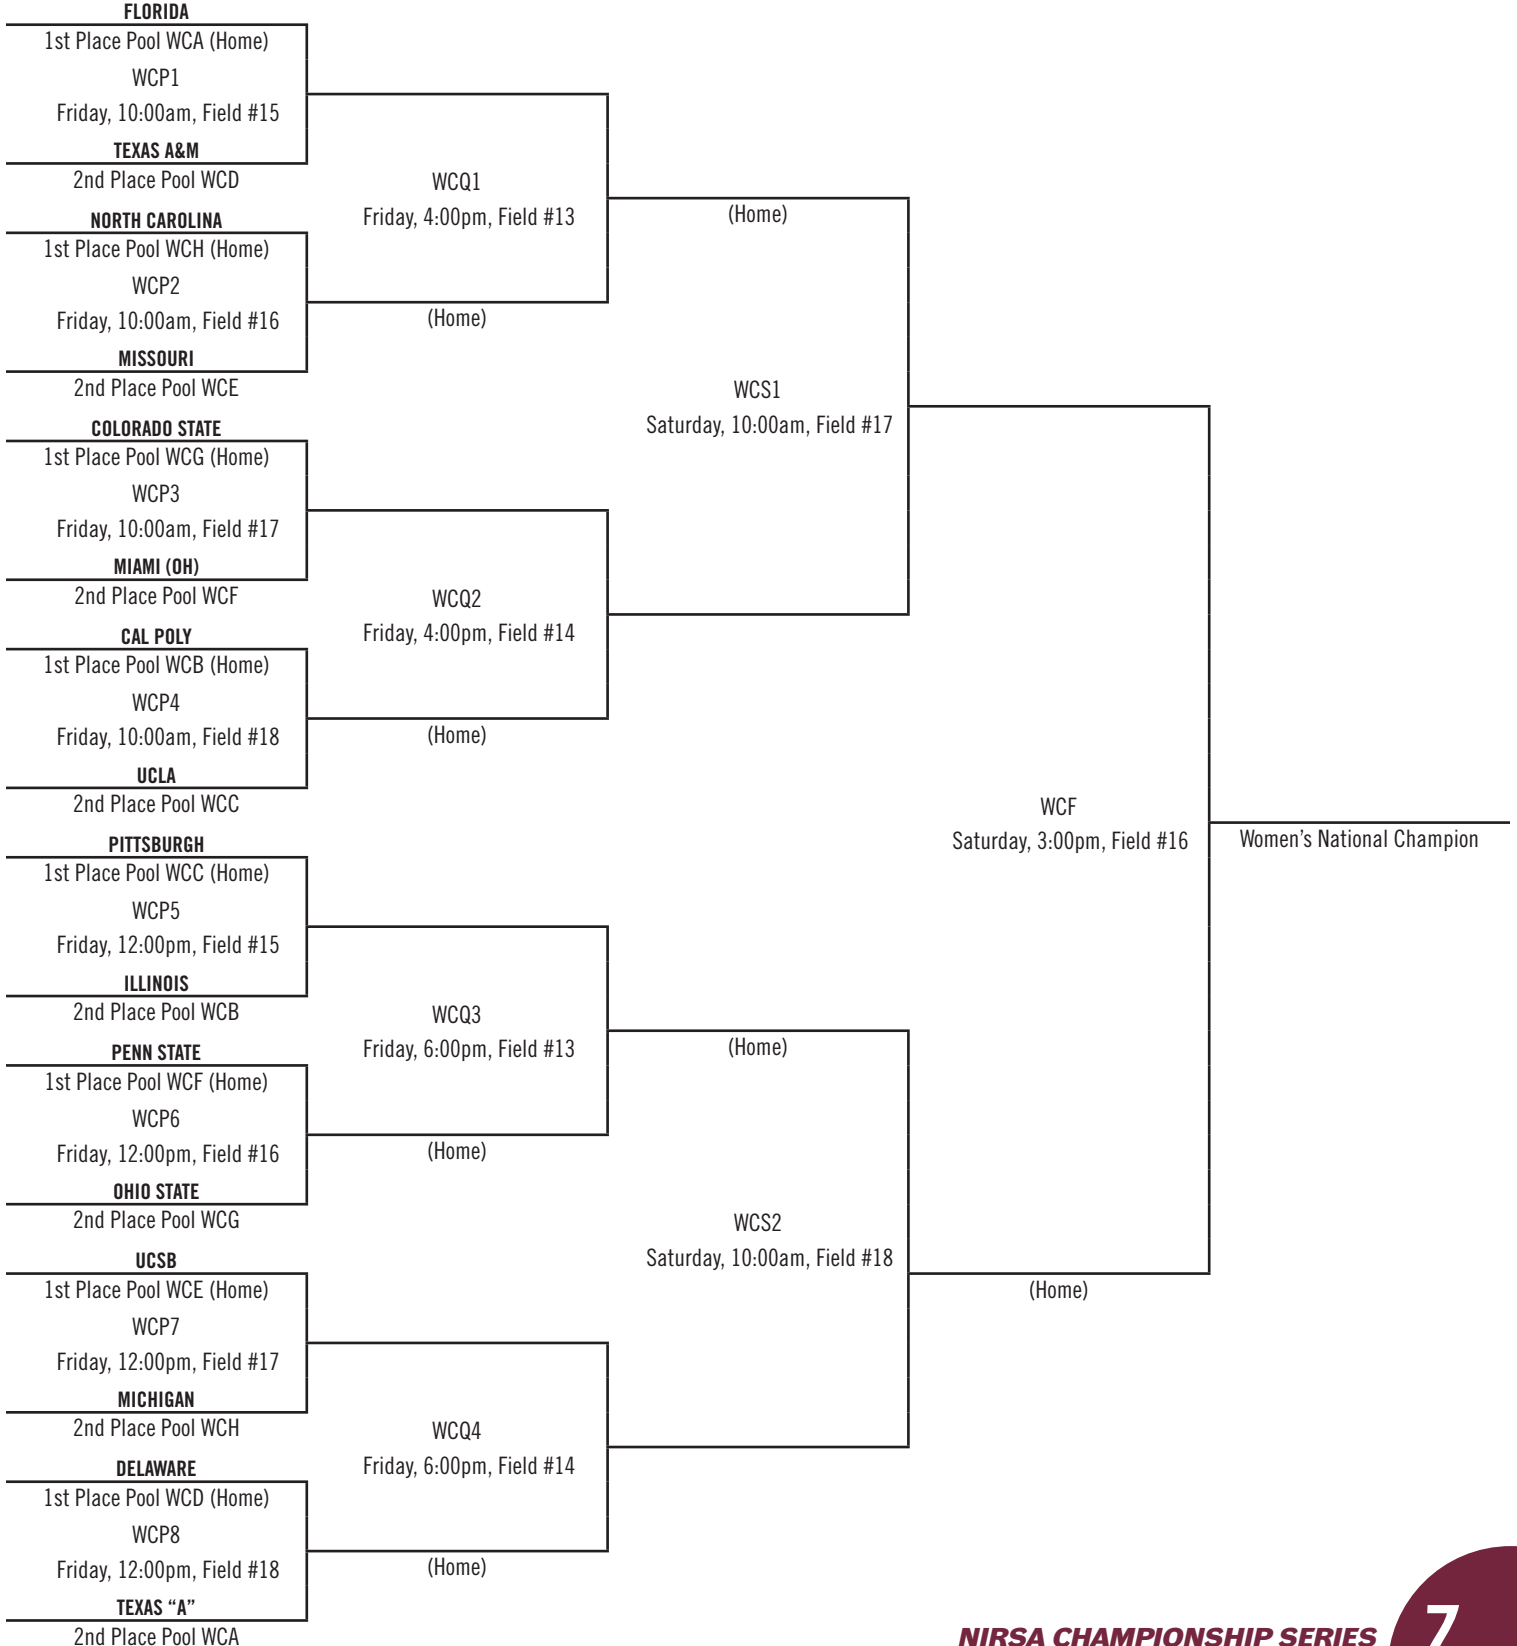 FLORIDA
1st Place Pool WCA (Home)
WCP1
Friday, 10:00am, Field #15
TEXAS A&M
2nd Place Pool WCD
NORTH CAROLINA
1st Place Pool WCH (Home)
WCP2
Friday, 10:00am, Field #16
MISSOURI
2nd Place Pool WCE
COLORADO STATE
1st Place Pool WCG (Home)
WCP3
Friday, 10:00am, Field #17
MIAMI (OH)
2nd Place Pool WCF
CAL POLY
1st Place Pool WCB (Home)
WCP4
Friday, 10:00am, Field #18
UCLA
2nd Place Pool WCC
PITTSBURGH
1st Place Pool WCC (Home)
WCP5
Friday, 12:00pm, Field #15
ILLINOIS
2nd Place Pool WCB
PENN STATE
1st Place Pool WCF (Home)
WCP6
Friday, 12:00pm, Field #16
OHIO STATE
2nd Place Pool WCG
UCSB
1st Place Pool WCE (Home)
WCP7
Friday, 12:00pm, Field #17
MICHIGAN
2nd Place Pool WCH
DELAWARE
1st Place Pool WCD (Home)
WCP8
Friday, 12:00pm, Field #18
TEXAS “A”
2nd Place Pool WCA
WCQ1
Friday, 4:00pm, Field #13
(Home)
WCQ2
Friday, 4:00pm, Field #14
(Home)
WCQ3
Friday, 6:00pm, Field #13
(Home)
WCQ4
Friday, 6:00pm, Field #14
(Home)
(Home)
WCS1
Saturday, 10:00am, Field #17
(Home)
WCS2
Saturday, 10:00am, Field #18
WCF
Saturday, 3:00pm, Field #16
(Home)
Women’s National Champion
NIRSA CHAMPIONSHIP SERIES
7